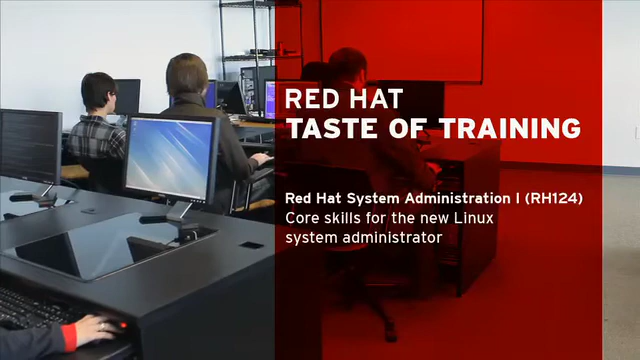 RED HAT
TASTE OF TRAINING
Red Hat System Administration I (RH124)
Core skills for the new Linux
system administrator